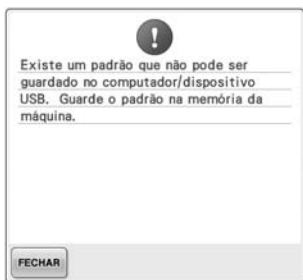 Existe um padrão que não pode ser
guardado no computador/dispositivo
USB. Guarde o padrão na memória da
máquina.
FECHAR